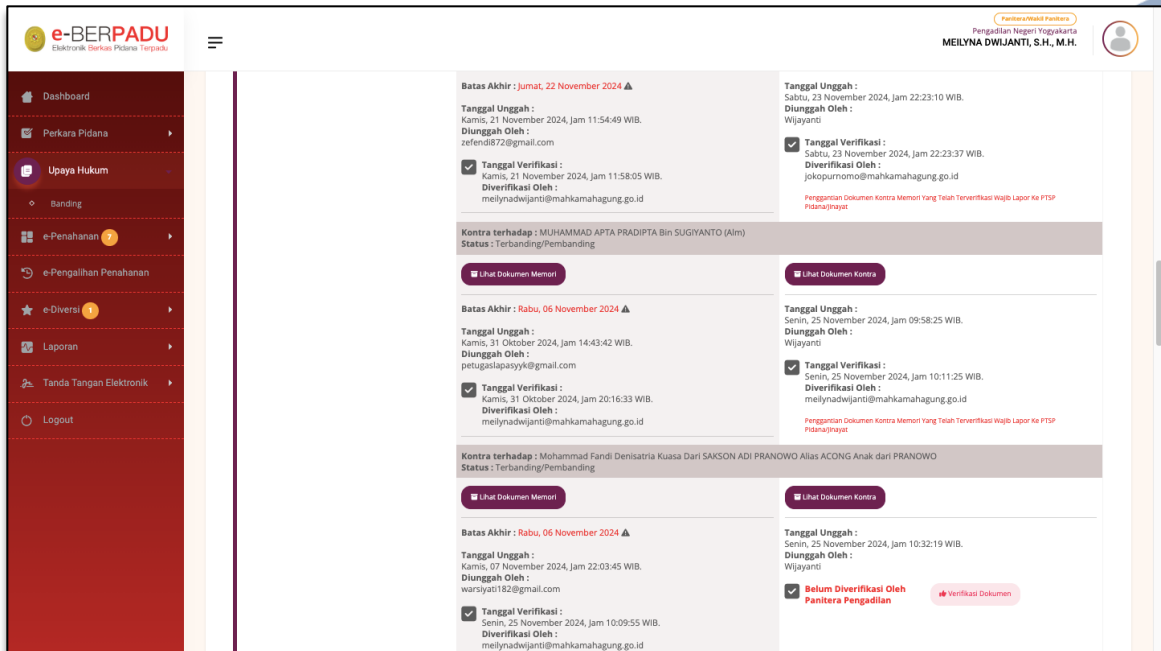 e-BERPADU
Elektronik Berkas Pidana Terpadu
Panitera/Wakil Panitera
Pengadilan Negeri Yogyakarta
MEILYNA DWIJANTI, S.H., M.H.
Dashboard
Perkara Pidana
Upaya Hukum
Banding
e-Penahanan 7
e-Pengalihan Penahanan
e-Diversi 1
Laporan
Tanda Tangan Elektronik
Logout
Batas Akhir : Jumat, 22 November 2024
Tanggal Unggah :
Kamis, 21 November 2024, Jam 11:54:49 WIB.
Diunggah Oleh :
zefendi872@gmail.com
Tanggal Verifikasi :
Kamis, 21 November 2024, Jam 11:58:05 WIB.
Diverifikasi Oleh :
meilynadwijanti@mahkamahagung.go.id
Tanggal Unggah :
Sabtu, 23 November 2024, Jam 22:23:10 WIB.
Diunggah Oleh :
Wijayanti
Tanggal Verifikasi :
Sabtu, 23 November 2024, Jam 22:23:37 WIB.
Diverifikasi Oleh :
jokopurnomo@mahkamahagung.go.id
Penggantian Dokumen Kontra Memori Yang Telah Terverifikasi Wajib Lapor Ke PTSP
Pidana/Jinayat
Kontra terhadap : MUHAMMAD APTA PRADIPTA Bin SUGIYANTO (Alm)
Status : Terbanding/Pembanding
Lihat Dokumen Memori
Lihat Dokumen Kontra
Batas Akhir : Rabu, 06 November 2024
Tanggal Unggah :
Kamis, 31 Oktober 2024, Jam 14:43:42 WIB.
Diunggah Oleh :
petugaslapasyyk@gmail.com
Tanggal Verifikasi :
Kamis, 31 Oktober 2024, Jam 20:16:33 WIB.
Diverifikasi Oleh :
meilynadwijanti@mahkamahagung.go.id
Tanggal Unggah :
Senin, 25 November 2024, Jam 09:58:25 WIB.
Diunggah Oleh :
Wijayanti
Tanggal Verifikasi :
Senin, 25 November 2024, Jam 10:11:25 WIB.
Diverifikasi Oleh :
meilynadwijanti@mahkamahagung.go.id
Penggantian Dokumen Kontra Memori Yang Telah Terverifikasi Wajib Lapor Ke PTSP
Pidana/Jinayat
Kontra terhadap : Mohammad Fandi Denisatria Kuasa Dari SAKSON ADI PRANOWO Alias ACONG Anak dari PRANOWO
Status : Terbanding/Pembanding
Lihat Dokumen Memori
Lihat Dokumen Kontra
Batas Akhir : Rabu, 06 November 2024
Tanggal Unggah :
Kamis, 07 November 2024, Jam 22:03:45 WIB.
Diunggah Oleh :
warsiyati182@gmail.com
Tanggal Verifikasi :
Senin, 25 November 2024, Jam 10:09:55 WIB.
Diverifikasi Oleh :
meilynadwijanti@mahkamahagung.go.id
Tanggal Unggah :
Senin, 25 November 2024, Jam 10:32:19 WIB.
Diunggah Oleh :
Wijayanti
Belum Diverifikasi Oleh
Panitera Pengadilan
Verifikasi Dokumen